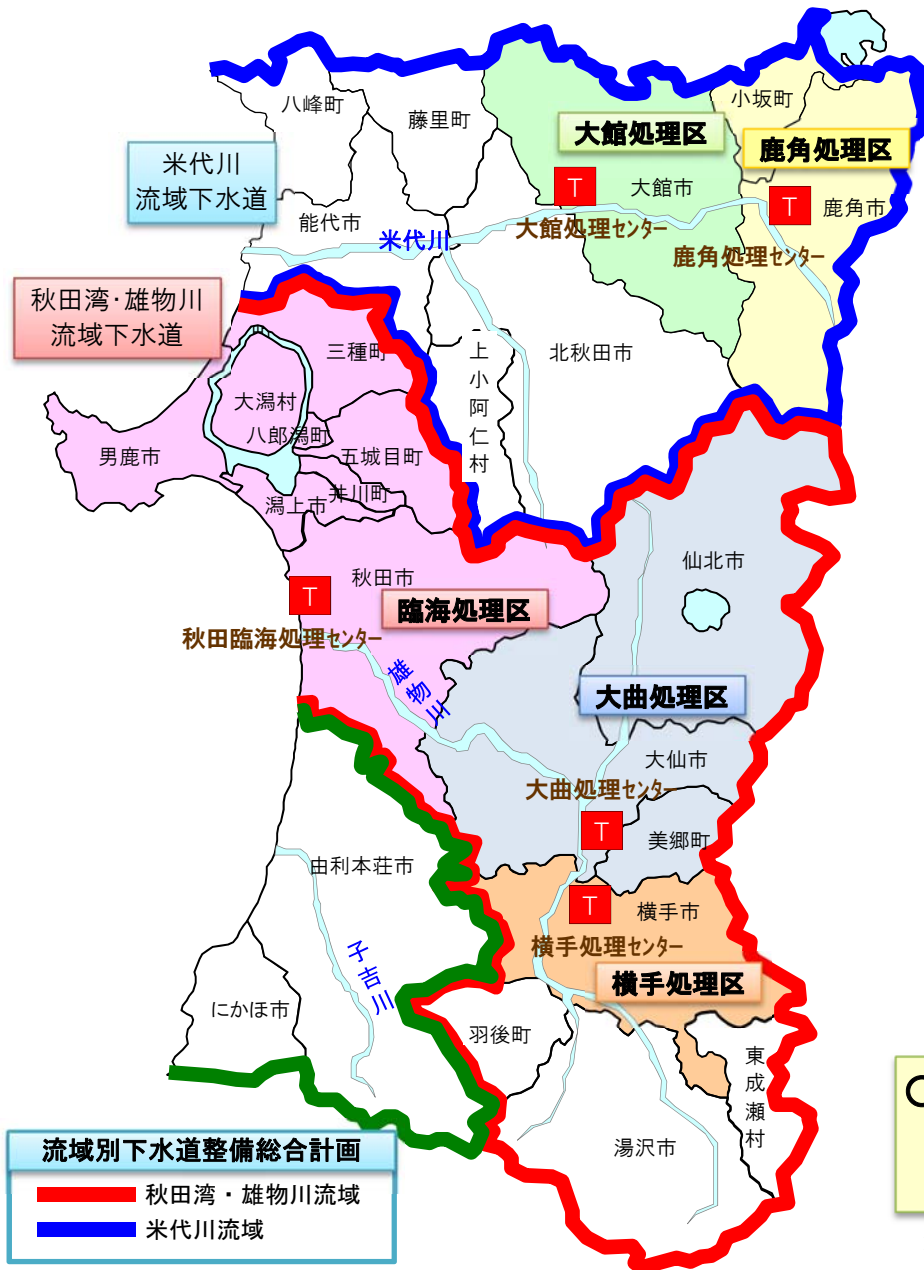 八峰町
藤里町
小坂町
大館処理区
鹿角処理区
米代川
流域下水道
T
大館市
T
鹿角市
能代市
米代川
大館処理センター
鹿角処理センター
秋田湾・雄物川
流域下水道
三種町
上小阿仁村
北秋田市
大潟村
八郎潟町
男鹿市
五城目町
井川町
潟上市
仙北市
秋田市
T
臨海処理区
秋田臨海処理センター
雄物川
大曲処理区
大仙市
大曲処理センター
T
美郷町
由利本荘市
T
横手市
子吉川
横手処理センター
横手処理区
にかほ市
羽後町
東成瀬村
湯沢市
流域別下水道整備総合計画
秋田湾・雄物川流域
米代川流域